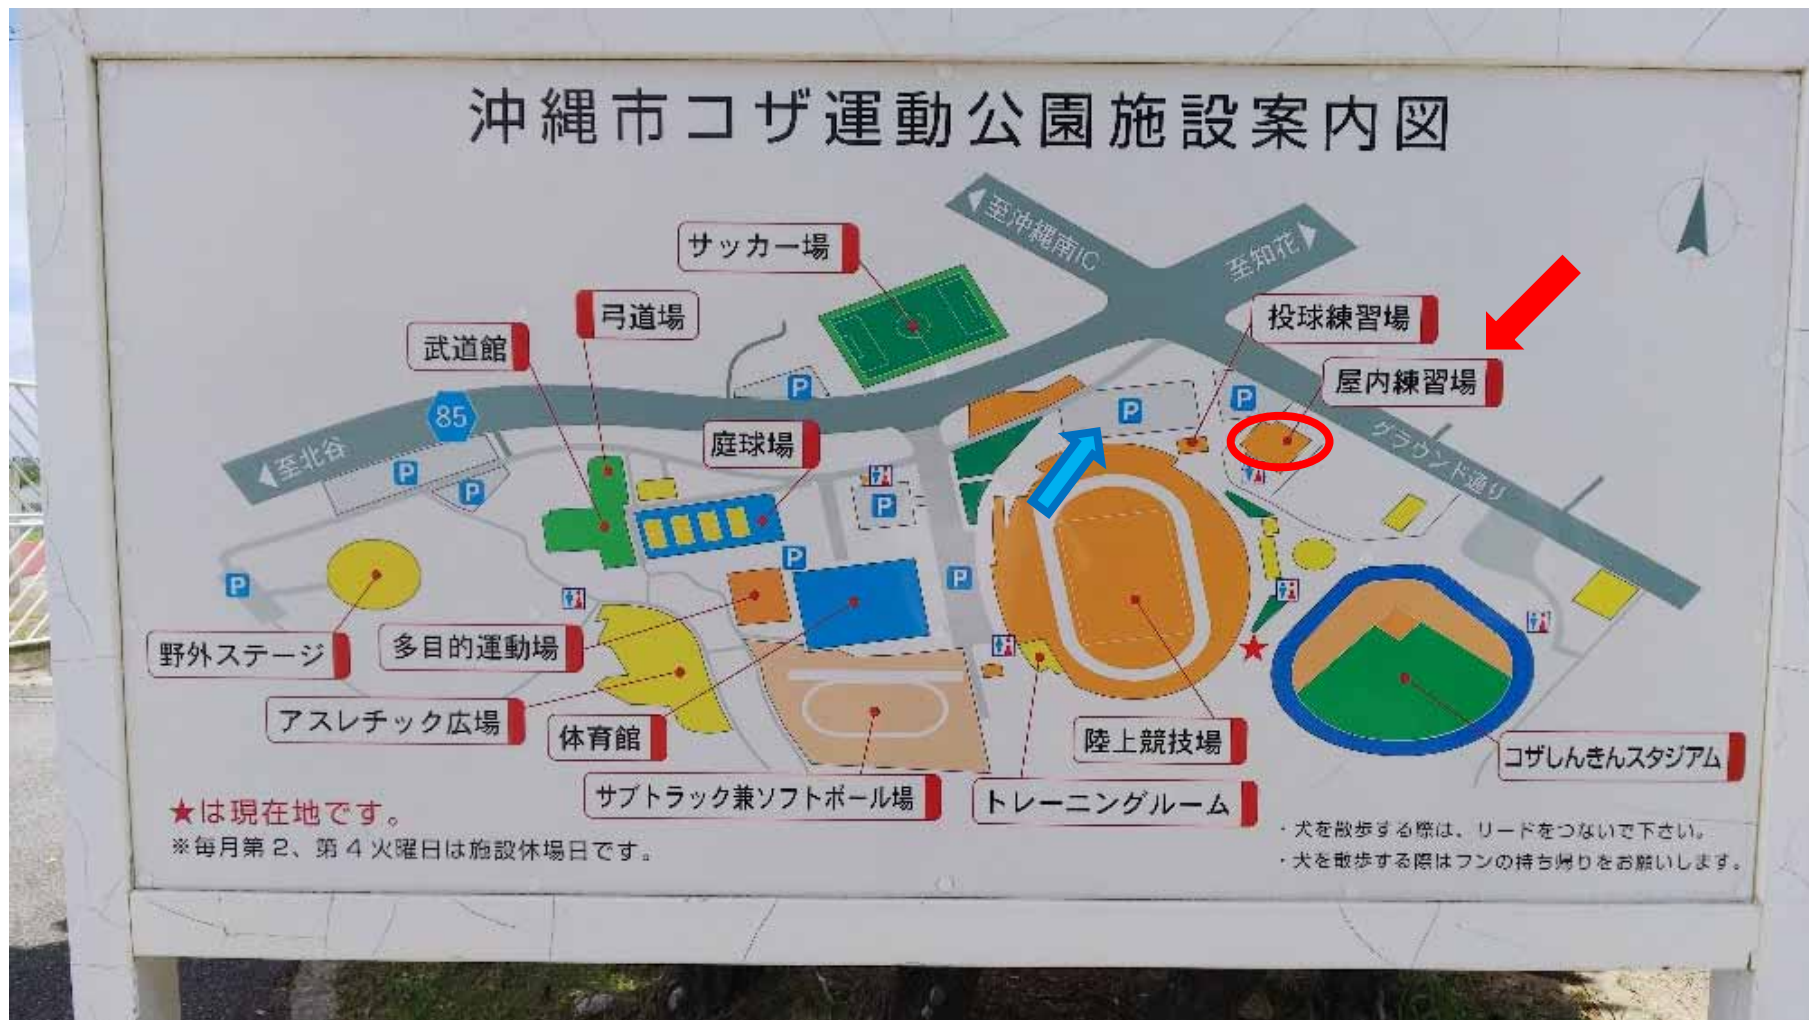 沖縄市コザ運動公園施設案内図
至沖縄南IC
至知花
サッカー場
弓道場
武道館
投球練習場
屋内練習場
P
P
P
85
庭球場
グラウンド通り
至北谷
P
P
P
P
P
P
野外ステージ
多目的運動場
アスレチック広場
体育館
陸上競技場
コザしんきんスタジアム
サブトラック兼ソフトボール場
トレーニングルーム
★は現在地です。
※毎月第2、第4火曜日は施設休場日です。
・犬を散歩する際は、リードをつないで下さい。
・犬を散歩する際はフンの持ち帰りをお願いします。